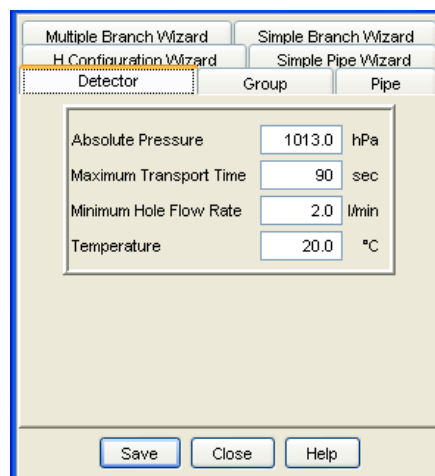 Multiple Branch Wizard Simple Branch Wizard
H Configuration Wizard Simple Pipe Wizard
Detector Group Pipe
Absolute Pressure 1013.0 hPa
Maximum Transport Time 90 sec
Minimum Hole Flow Rate 2.0 l/min
Temperature 20.0 °C
Save Close Help